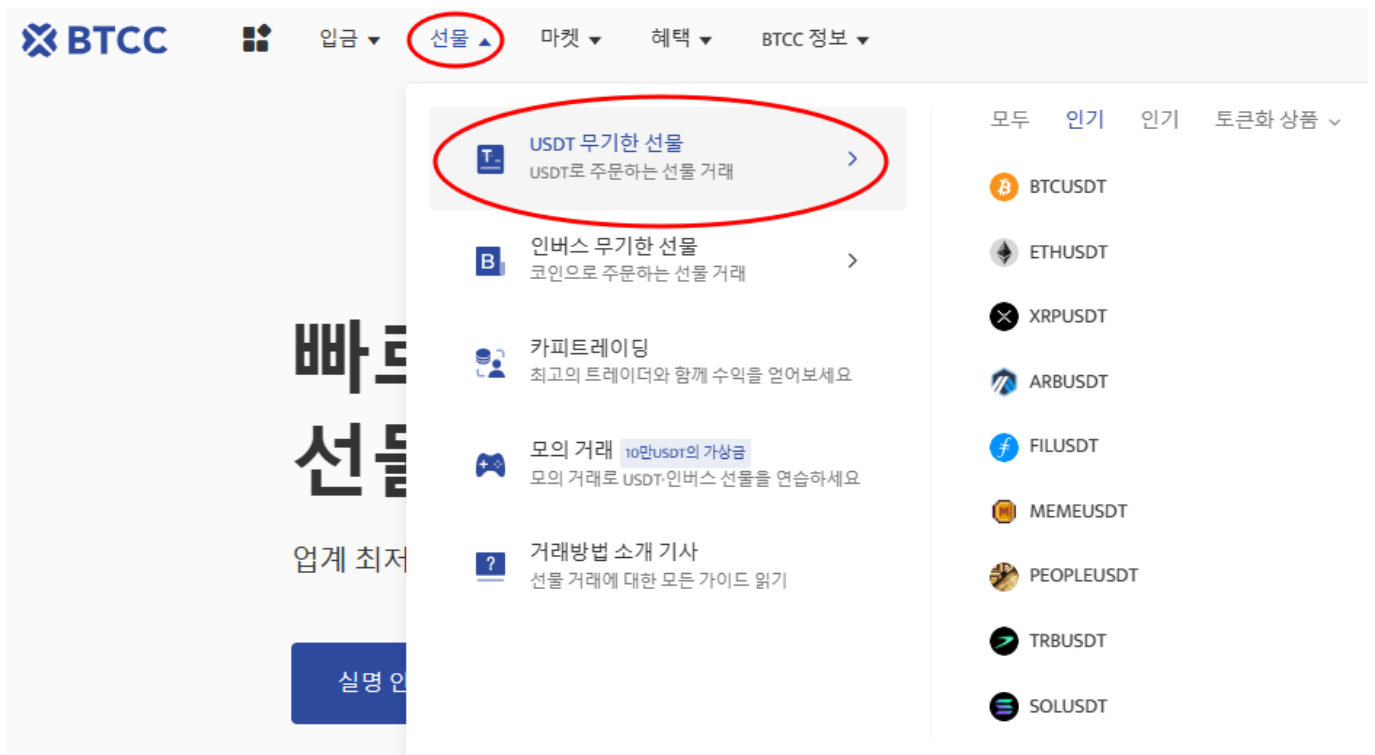 BTCC 입금 선물 마켓 혜택 BTCC 정보
USDT 무기한 선물
USDT로 주문하는 선물 거래
인버스 무기한 선물
코인으로 주문하는 선물 거래
카피트레이딩
최고의 트레이더와 함께 수익을 얻어보세요
모의 거래 10만USDT의 가상금
모의 거래로 USDT·인버스 선물을 연습하세요
거래방법 소개 기사
선물 거래에 대한 모든 가이드 읽기
모두 인기 인기 토큰화 상품
BTCUSDT
ETHUSDT
XRPUSDT
ARBUSDT
FILUSDT
MEMEUSDT
PEOPLEUSDT
TRBUSDT
SOLUSDT
업계 최저
실명